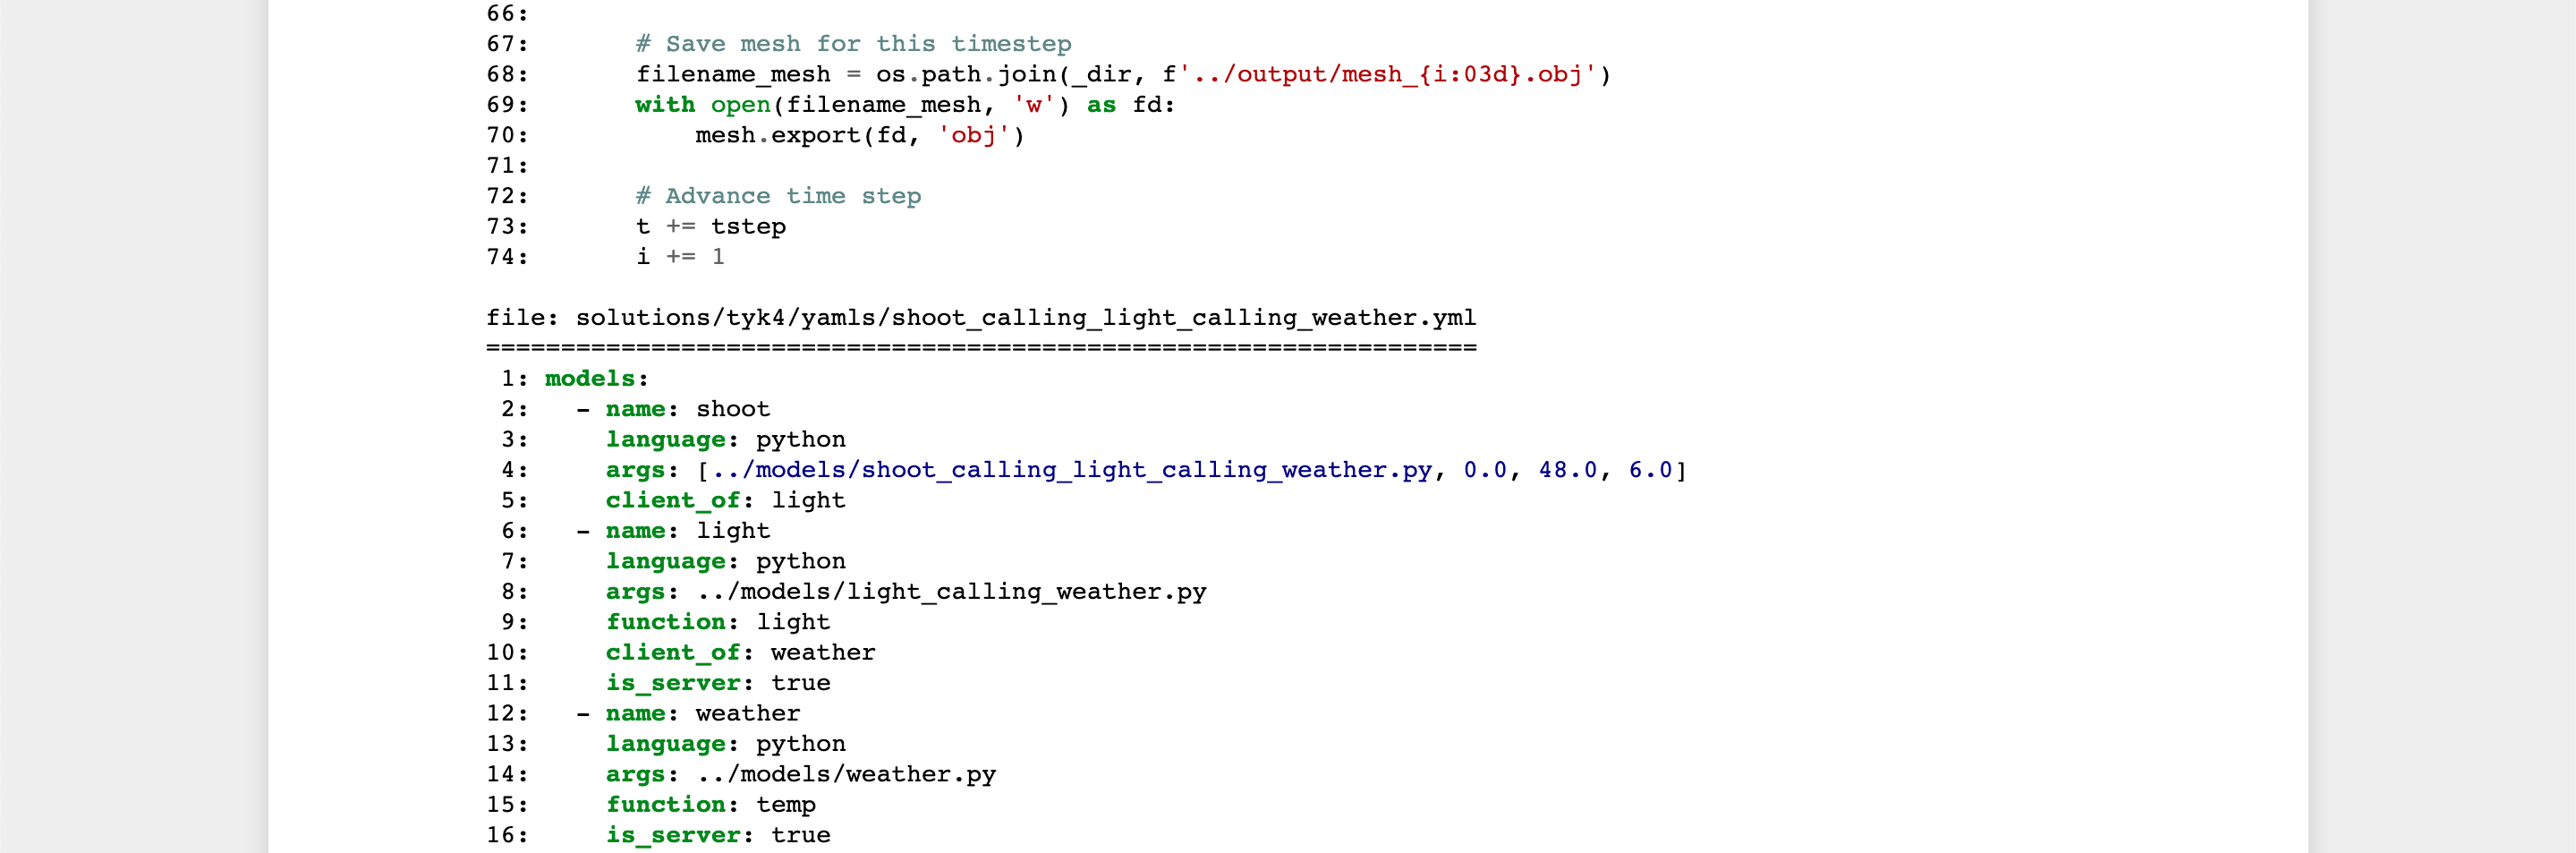 66:
67:        # Save mesh for this timestep
68:        filename_mesh = os.path.join(_dir, f'../output/mesh_{i:03d}.obj')
69:        with open(filename_mesh, 'w') as fd:
70:            mesh.export(fd, 'obj')
71:
72:        # Advance time step
73:        t += tstep
74:        i += 1

file: solutions/tyk4/yamls/shoot_calling_light_calling_weather.yml
==================================================================
 1: models:
 2:   - name: shoot
 3:     language: python
 4:     args: [../models/shoot_calling_light_calling_weather.py, 0.0, 48.0, 6.0]
 5:     client_of: light
 6:   - name: light
 7:     language: python
 8:     args: ../models/light_calling_weather.py
 9:     function: light
10:     client_of: weather
11:     is_server: true
12:   - name: weather
13:     language: python
14:     args: ../models/weather.py
15:     function: temp
16:     is_server: true